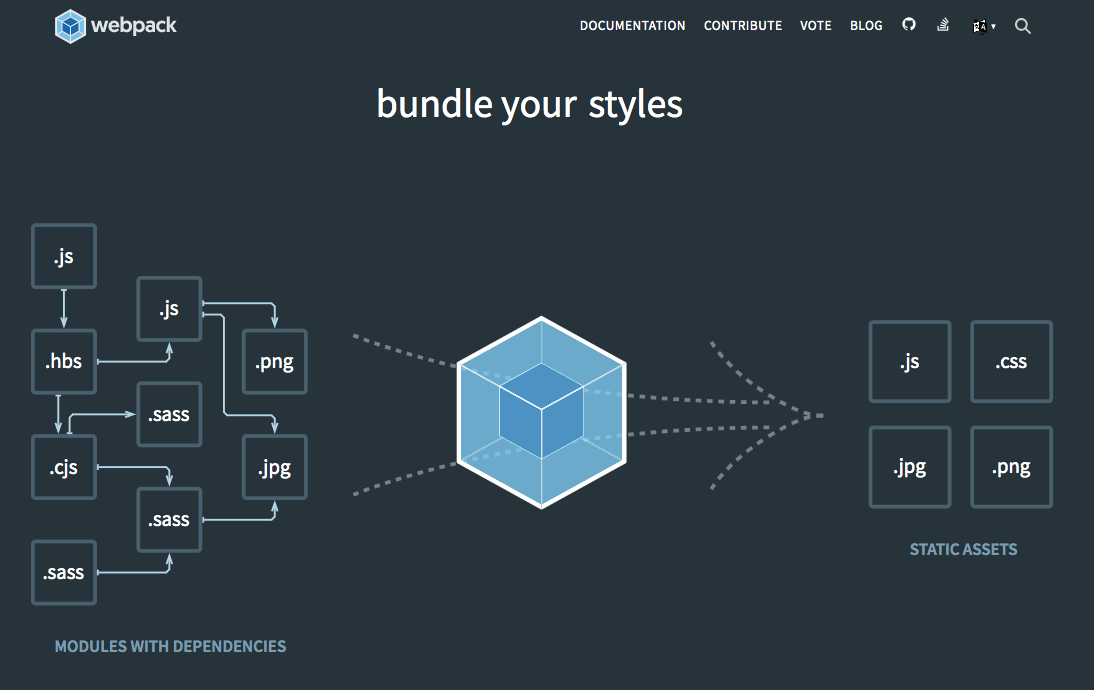 webpack
DOCUMENTATION CONTRIBUTE VOTE BLOG
bundle your styles
.js
.js
.hbs
.png
.sass
.cjs
.jpg
.sass
.sass
MODULES WITH DEPENDENCIES
.js
.css
.jpg
.png
STATIC ASSETS